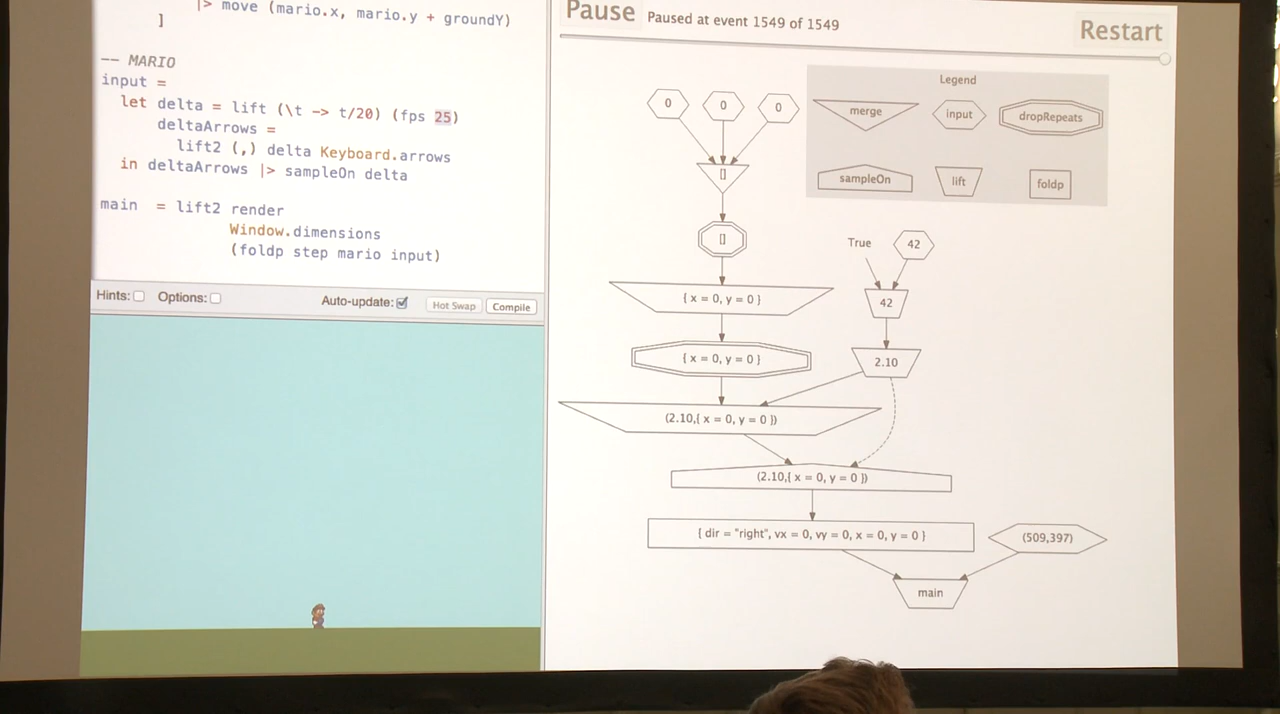 |> move (mario.x, mario.y + groundY)
]
-- MARIO
input =
let delta = lift (\t -> t/20) (fps 25)
deltaArrows =
lift2 (,) delta Keyboard.arrows
in deltaArrows |> sampleOn delta
main = lift2 render
Window.dimensions
(foldp step mario input)
Hints:
Options:
Auto-update:
Hot Swap
Compile
Pause
Paused at event 1549 of 1549
Restart
Legend
merge
input
dropRepeats
sampleOn
lift
foldp
0
0
0
[]
[]
True
42
{ x = 0, y = 0 }
42
{ x = 0, y = 0 }
2.10
(2.10,{ x = 0, y = 0 })
(2.10,{ x = 0, y = 0 })
{ dir = "right", vx = 0, vy = 0, x = 0, y = 0 }
(509,397)
main